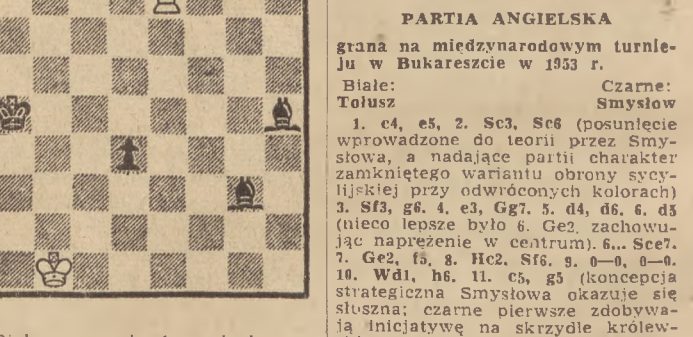 PARTIA ANGIELSKA
grana na międzynarodowym turnie-
ju w Bukareszcie w 1953 r.
Białe: Czarne:
Tołusz Smysłow
1. c4, e5, 2. Sc3, Sc6 (posunięcie
wprowadzone do teorii przez Smy-
słowa, a nadające partii charakter
zamkniętego wariantu obrony sycy-
lijskiej przy odwróconych kolorach)
3. Sf3, g6. 4. e3, Gg7. 5. d4, d6. 6. d5
(nieco lepsze było 6. Ge2, zachowu-
jąc naprężenie w centrum). 6... Sce7.
7. Ge2, f5. 8. Hc2. Sf6. 9. 0—0, 0—0.
10. Wd1, h6. 11. c5, g5 (koncepcja
strategiczna Smysłowa okazuje się
słuszna; czarne pierwsze zdobywa-
ją inicjatywę na skrzydle królew-